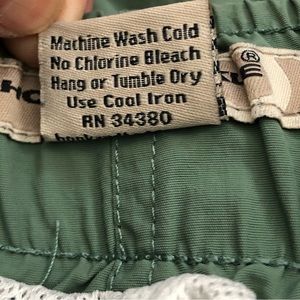 Machine Wash Cold
No Chlorine Bleach
Hang or Tumble Dry
Use Cool Iron
RN 34380